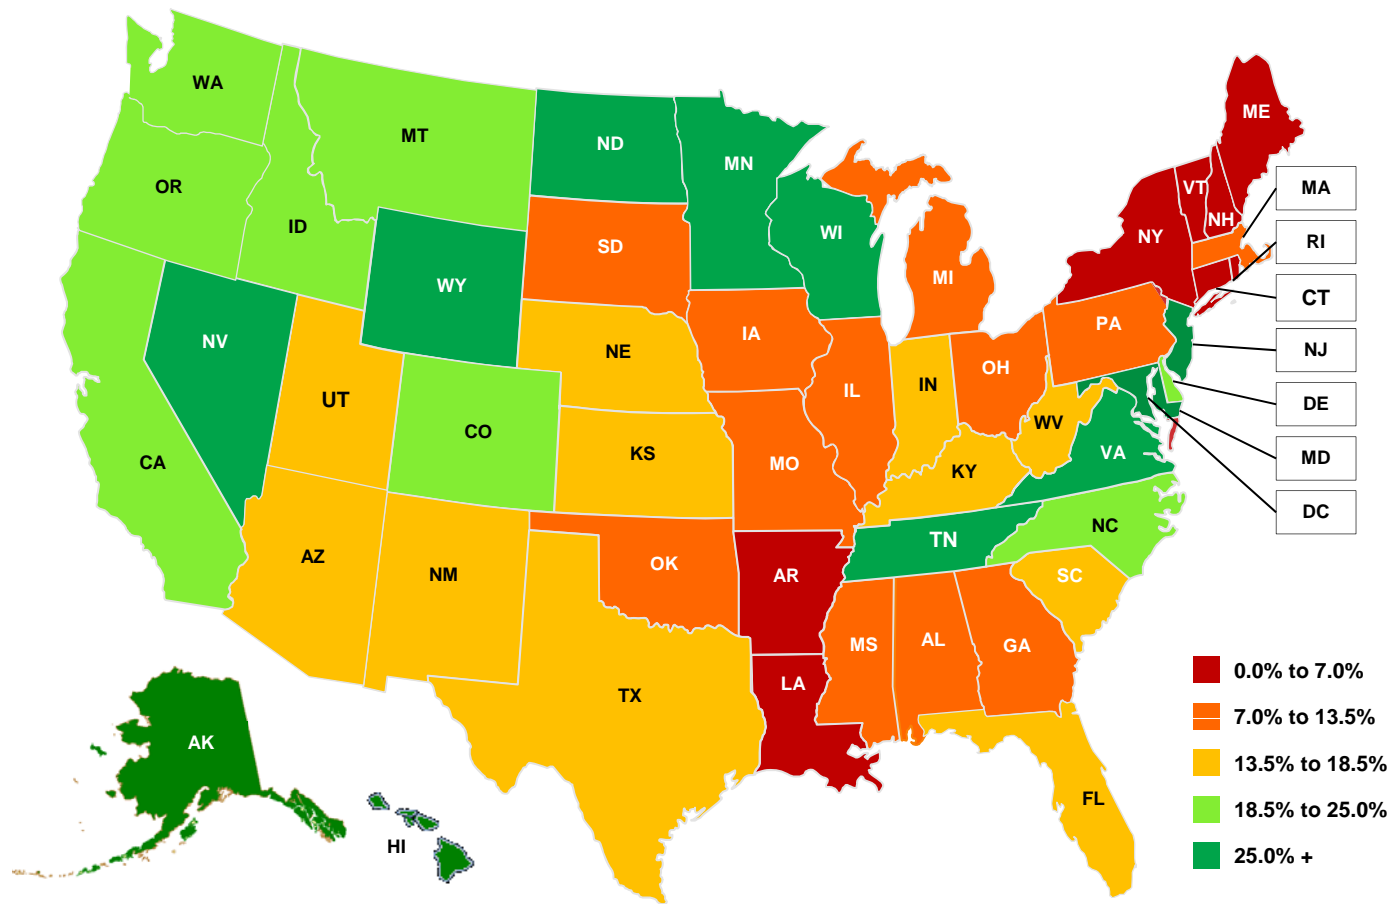 WA
MT
ND
MN
ME
OR
ID
VT
NH
MA
WI
NY
RI
SD
MI
WY
CT
NV
IA
PA
NJ
NE
OH
UT
IL
IN
DE
CO
WV
CA
KS
MO
KY
VA
MD
DC
NC
TN
AZ
NM
OK
AR
SC
MS
AL
GA
TX
LA
0.0% to 7.0%
7.0% to 13.5%
AK
13.5% to 18.5%
FL
18.5% to 25.0%
HI
25.0% +